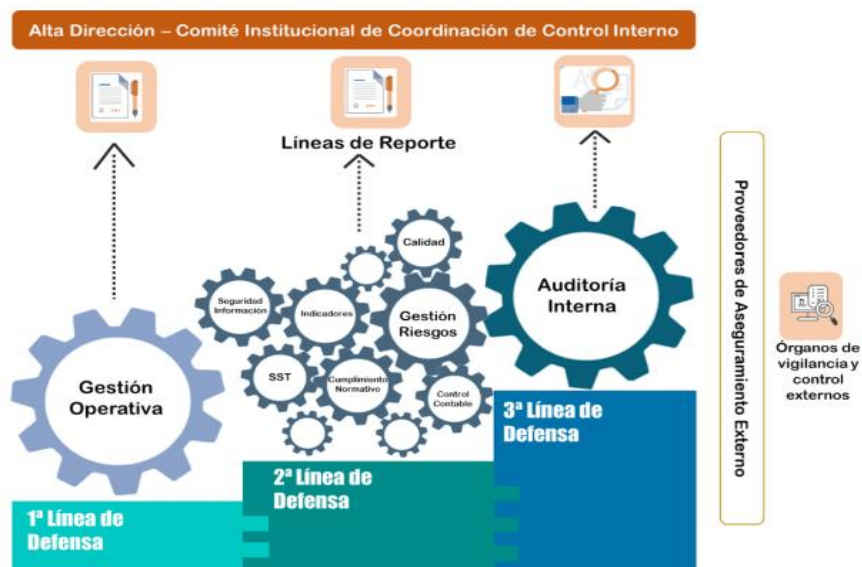 Alta Dirección – Comité Institucional de Coordinación de Control Interno
Líneas de Reporte
Gestión
Operativa
Seguridad
Información
Indicadores
Calidad
Gestión
Riesgos
SST
Cumplimiento
Normativo
Control
Contable
Auditoría
Interna
1ª Línea de
Defensa
2ª Línea de
Defensa
3ª Línea de
Defensa
Proveedores de Aseguramiento Externo
Órganos de
vigilancia y
control
externos